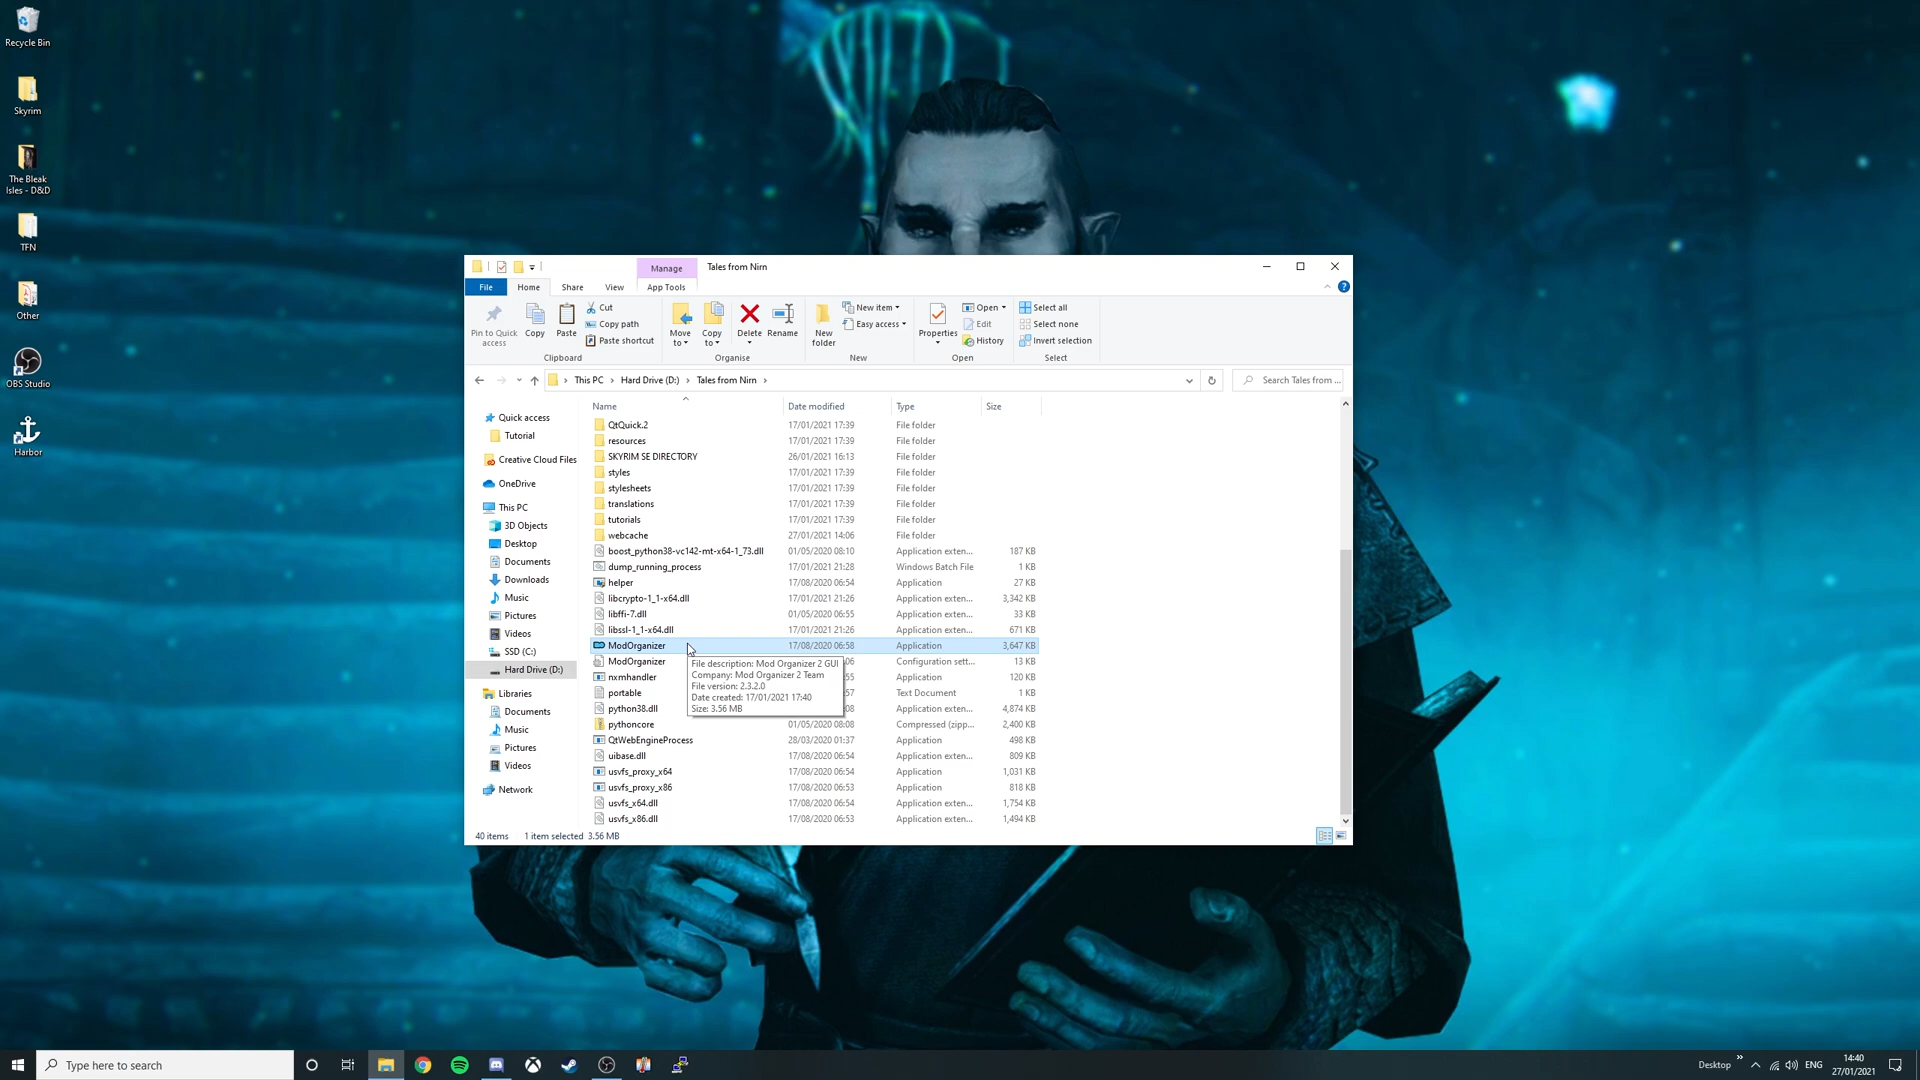 Recycle Bin
Skyrim
The Bleak
Isles - D&D
TFN
Other
OBS Studio
Harbor
Manage
Tales from Nirn
File
Home
Share
View
App Tools
Pin to Quick
access
Copy
Paste
Cut
Copy path
Paste shortcut
Clipboard
Move
to
Copy
to
Delete
Rename
Organise
New
folder
New item
Easy access
New
Properties
Open
Edit
History
Open
Select all
Select none
Invert selection
Select
This PC > Hard Drive (D:) > Tales from Nirn >
Search Tales from ...
Quick access
Tutorial
Creative Cloud Files
OneDrive
This PC
3D Objects
Desktop
Documents
Downloads
Music
Pictures
Videos
SSD (C:)
Hard Drive (D:)
Libraries
Documents
Music
Pictures
Videos
Network
Name Date modified Type Size
QtQuick.2 17/01/2021 17:39 File folder
resources 17/01/2021 17:39 File folder
SKYRIM SE DIRECTORY 26/01/2021 16:13 File folder
styles 17/01/2021 17:39 File folder
stylesheets 17/01/2021 17:39 File folder
translations 17/01/2021 17:39 File folder
tutorials 17/01/2021 17:39 File folder
webcache 27/01/2021 14:06 File folder
boost_python38-vc142-mt-x64-1_73.dll 01/05/2020 08:10 Application exten... 187 KB
dump_running_process 17/01/2021 21:28 Windows Batch File 1 KB
helper 17/08/2020 06:54 Application 27 KB
libcrypto-1_1-x64.dll 17/01/2021 21:26 Application exten... 3,342 KB
libffi-7.dll 01/05/2020 06:55 Application exten... 33 KB
libssl-1_1-x64.dll 17/01/2021 21:26 Application exten... 671 KB
ModOrganizer 17/08/2020 06:58 Application 3,647 KB
ModOrganizer :06 Configuration sett... 13 KB
nxmhandler :55 Application 120 KB
portable :57 Text Document 1 KB
python38.dll :08 Application exten... 4,874 KB
pythoncore 01/05/2020 08:08 Compressed (zipp... 2,400 KB
QtWebEngineProcess 28/03/2020 01:37 Application 498 KB
uibase.dll 17/08/2020 06:54 Application exten... 809 KB
usvfs_proxy_x64 17/08/2020 06:54 Application 1,031 KB
usvfs_proxy_x86 17/08/2020 06:53 Application 818 KB
usvfs_x64.dll 17/08/2020 06:54 Application exten... 1,754 KB
usvfs_x86.dll 17/08/2020 06:53 Application exten... 1,494 KB
File description: Mod Organizer 2 GUI
Company: Mod Organizer 2 Team
File version: 2.3.2.0
Date created: 17/01/2021 17:40
Size: 3.56 MB
40 items 1 item selected 3.56 MB
Type here to search
Desktop
ENG
14:40
27/01/2021